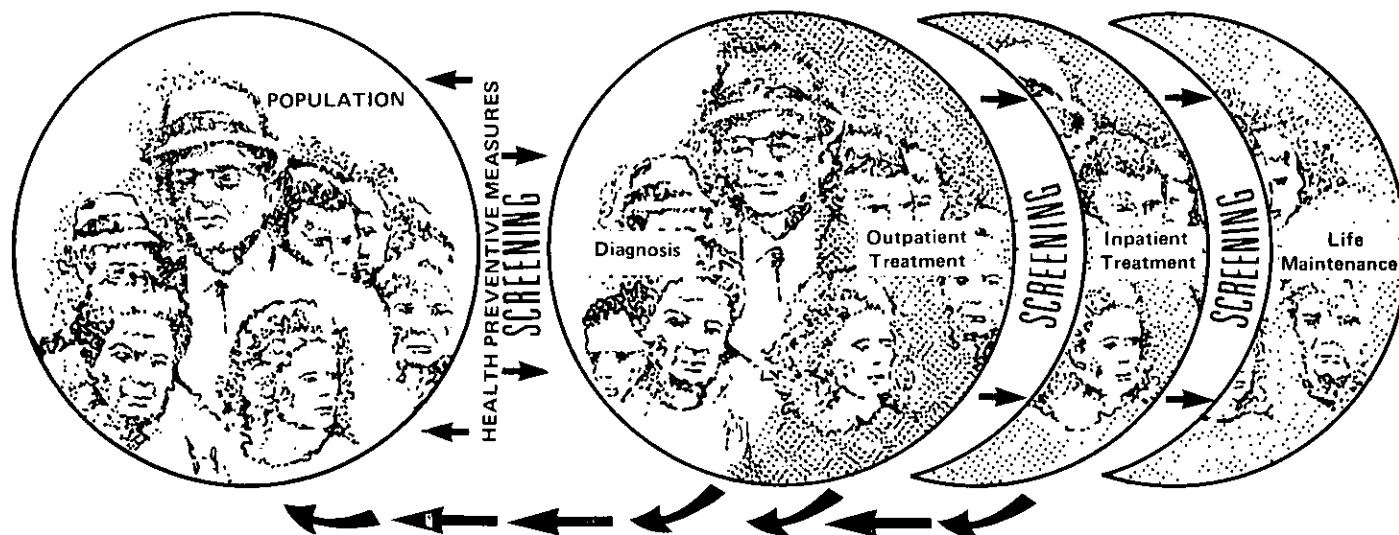 POPULATION
HEALTH PREVENTIVE MEASURES
SCREENING
Diagnosis
Outpatient
Treatment
SCREENING
Inpatient
Treatment
SCREENING
Life
Maintenance